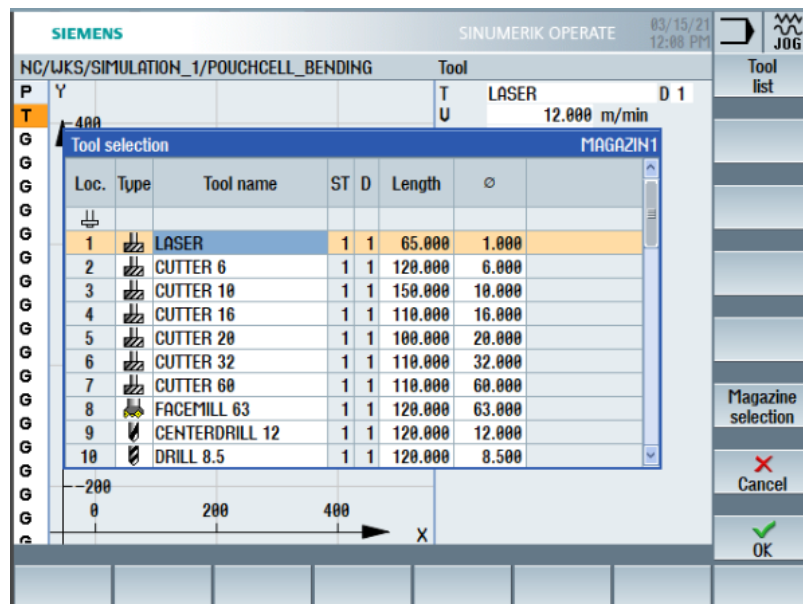 SIEMENS SINUMERIK OPERATE 03/15/21 12:08 PM JOG
NC/WKS/SIMULATION_1/POUCHCELL_BENDING Tool
Tool list
P Y T LASER D 1
T U 12.000 m/min
400
G Tool selection MAGAZIN1
G
G Loc. Type Tool name ST D Length ∅
G
G 1 LASER 1 1 65.000 1.000
G 2 CUTTER 6 1 1 120.000 6.000
G 3 CUTTER 10 1 1 150.000 10.000
G 4 CUTTER 16 1 1 110.000 16.000
G 5 CUTTER 20 1 1 100.000 20.000
G 6 CUTTER 32 1 1 110.000 32.000
G 7 CUTTER 60 1 1 110.000 60.000
G 8 FACEMILL 63 1 1 120.000 63.000
G 9 CENTERDRILL 12 1 1 120.000 12.000
G 10 DRILL 8.5 1 1 120.000 8.500
Magazine selection
G -200
G 0 200 400
G X
Cancel
OK